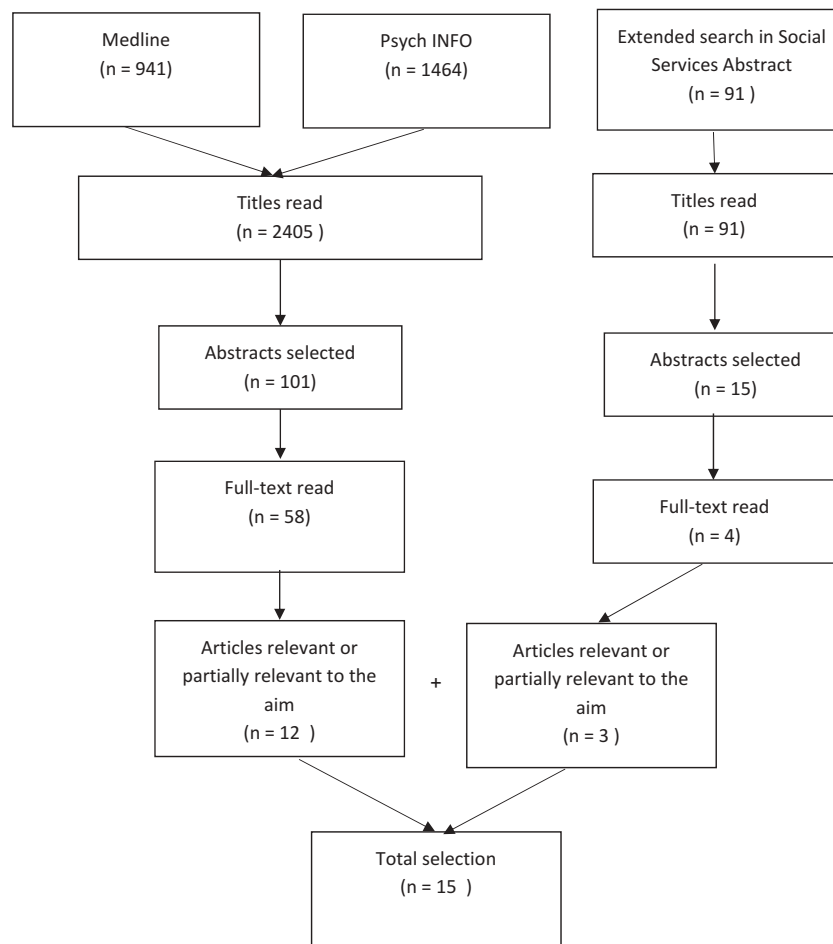 Medline
(n = 941)
Psych INFO
(n = 1464)
Extended search in Social
Services Abstract
(n = 91 )
Titles read
(n = 2405 )
Titles read
(n = 91)
Abstracts selected
(n = 101)
Abstracts selected
(n = 15)
Full-text read
(n = 58)
Full-text read
(n = 4)
Articles relevant or
partially relevant to the
aim
(n = 12 )
+
Articles relevant or
partially relevant to the
aim
(n = 3 )
Total selection
(n = 15 )